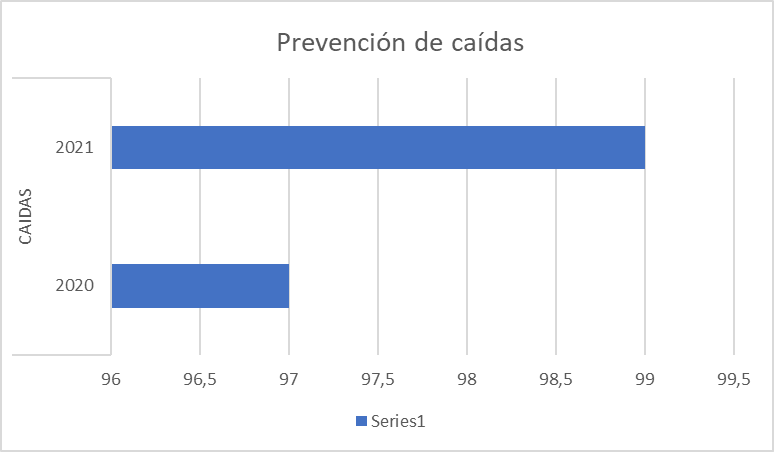 Prevención de caídas
CAIDAS
2021
2020
96 96,5 97 97,5 98 98,5 99 99,5
Series1